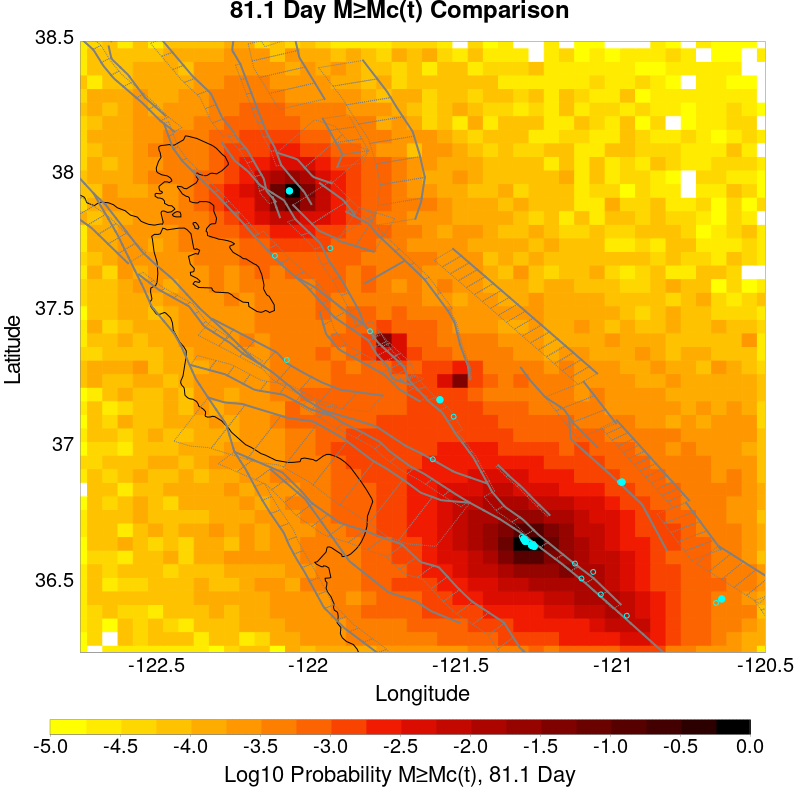 81.1 Day M≥Mc(t) Comparison
38.5
38
37.5
37
36.5
Latitude
-122.5 -122 -121.5 -121 -120.5
Longitude
-5.0 -4.5 -4.0 -3.5 -3.0 -2.5 -2.0 -1.5 -1.0 -0.5 0.0
Log10 Probability M≥Mc(t), 81.1 Day